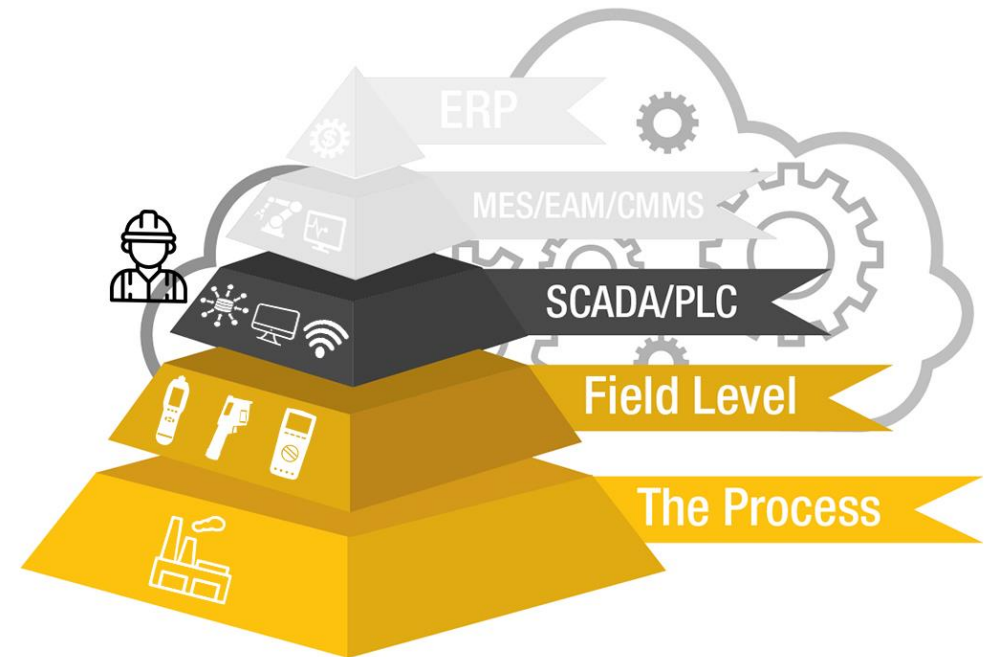 ERP
MES/EAM/CMMS
SCADA/PLC
Field Level
The Process